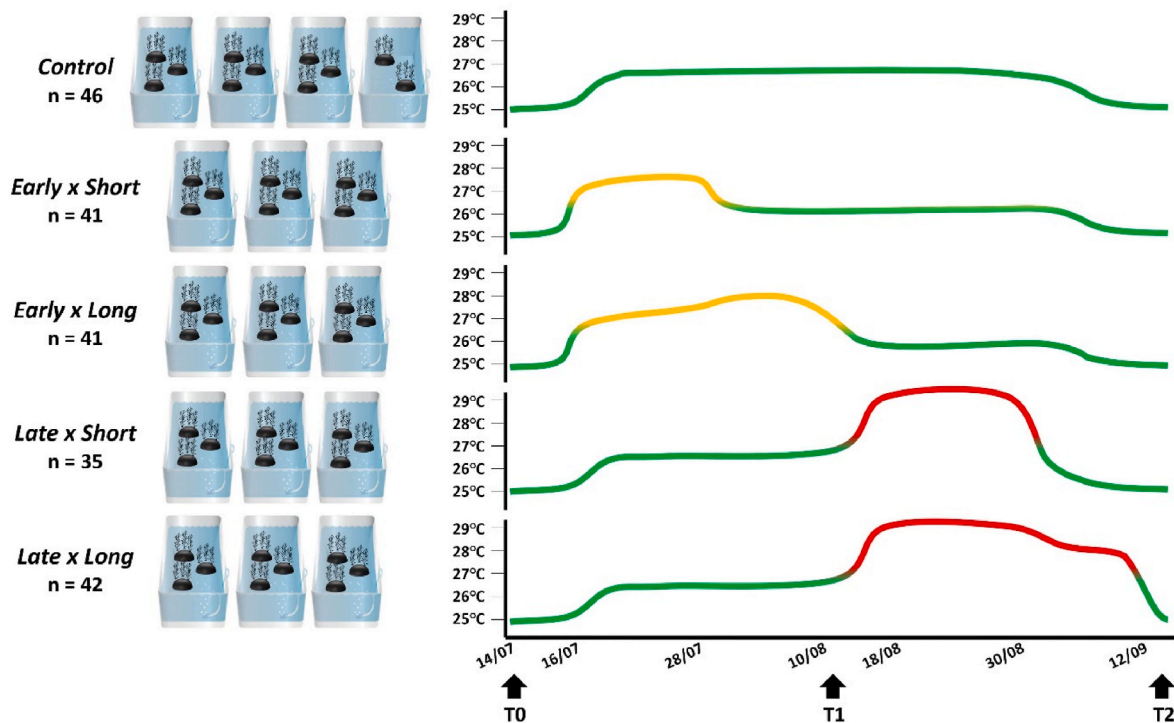 Control
n = 46
29°C
28°C
27°C
26°C
25°C
Early x Short
n = 41
29°C
28°C
27°C
26°C
25°C
Early x Long
n = 41
29°C
28°C
27°C
26°C
25°C
Late x Short
n = 35
29°C
28°C
27°C
26°C
25°C
Late x Long
n = 42
29°C
28°C
27°C
26°C
25°C
14/07 16/07 28/07 10/08 18/08 30/08 12/09
T0 T1 T2